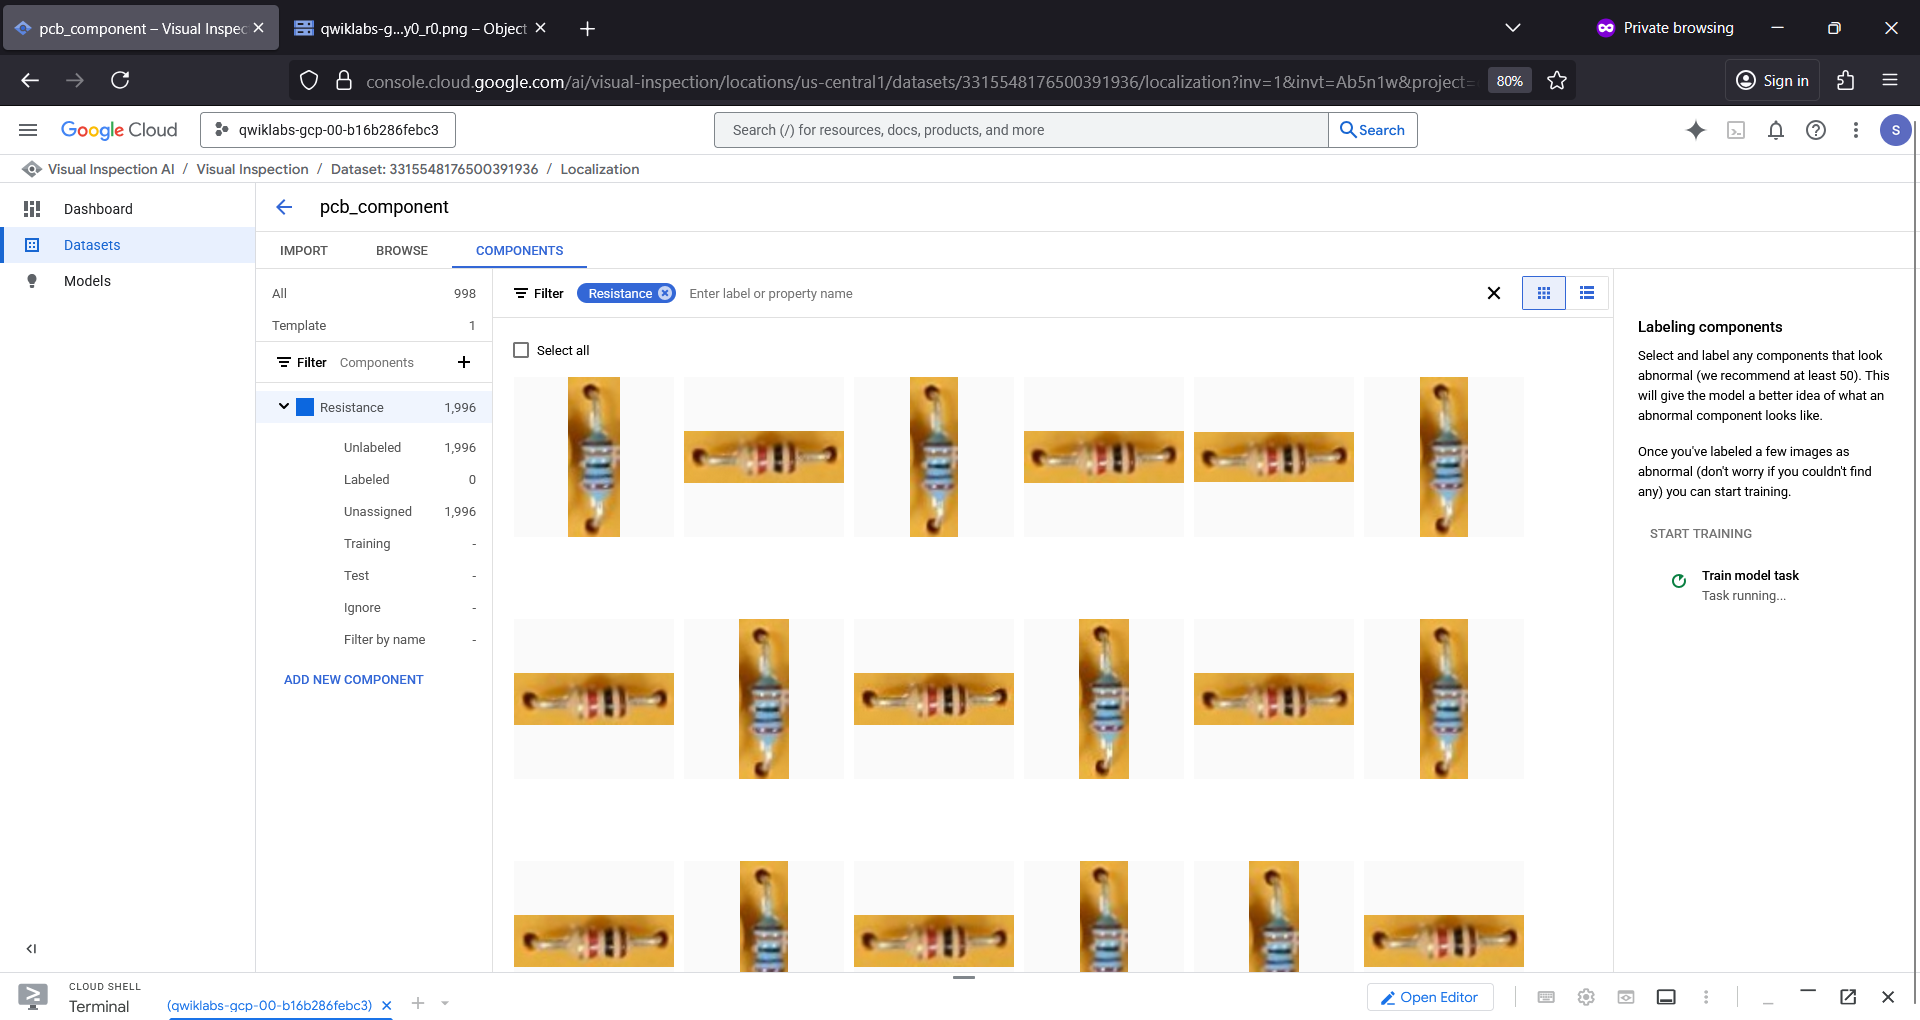 pcb_component – Visual Inspec
qwiklabs-g...y0_r0.png – Object
Private browsing
console.cloud.google.com/ai/visual-inspection/locations/us-central1/datasets/3315548176500391936/localization?inv=1&invt=Ab5n1w&project=
80%
Sign in
Google Cloud
qwiklabs-gcp-00-b16b286febc3
Search (/) for resources, docs, products, and more
Search
S
Visual Inspection AI / Visual Inspection / Dataset: 3315548176500391936 / Localization
Dashboard
Datasets
Models
pcb_component
IMPORT
BROWSE
COMPONENTS
All 998
Template 1
Filter Components
Resistance 1,996
Unlabeled 1,996
Labeled 0
Unassigned 1,996
Training -
Test -
Ignore -
Filter by name -
ADD NEW COMPONENT
Filter Resistance Enter label or property name
Select all
Labeling components
Select and label any components that look
abnormal (we recommend at least 50). This
will give the model a better idea of what an
abnormal component looks like.
Once you've labeled a few images as
abnormal (don't worry if you couldn't find
any) you can start training.
START TRAINING
Train model task
Task running...
CLOUD SHELL
Terminal
(qwiklabs-gcp-00-b16b286febc3)
Open Editor